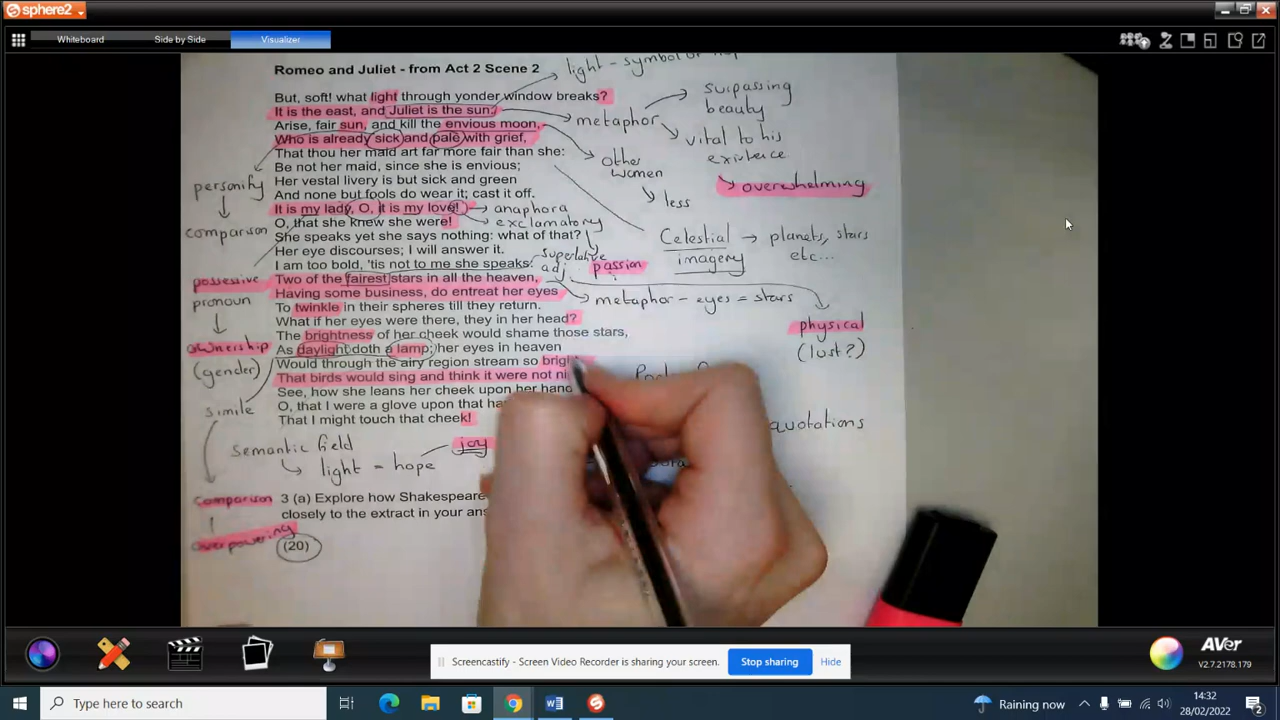 sphere2
Whiteboard
Side by Side
Visualizer
Romeo and Juliet - from Act 2 Scene 2
light - symbol of
But, soft! what light through yonder window breaks?
It is the east, and Juliet is the sun.
Arise, fair sun, and kill the envious moon,
Who is already sick and pale with grief,
That thou her maid art far more fair than she:
Be not her maid, since she is envious;
Her vestal livery is but sick and green
And none but fools do wear it; cast it off.
It is my lady, O, it is my love!
O, that she knew she were!
She speaks yet she says nothing: what of that?
Her eye discourses; I will answer it.
I am too bold, 'tis not to me she speaks:
Two of the fairest stars in all the heaven,
Having some business, do entreat her eyes
To twinkle in their spheres till they return.
What if her eyes were there, they in her head?
The brightness of her cheek would shame those stars,
As daylight doth a lamp; her eyes in heaven
Would through the airy region stream so brigh
That birds would sing and think it were not ni
See, how she leans her cheek upon her hand
O, that I were a glove upon that ha
That I might touch that cheek!
3 (a) Explore how Shakespeare
closely to the extract in your ans
(20)
metaphor
surpassing
beauty
vital to his
existence
overwhelming
other
women
less
personify
comparison
possessive
pronoun
ownership
(gender)
simile
comparison
overpowering
anaphora
exclamatory
passion
superlative
adj
Celestial
imagery
planets, stars
etc...
metaphor - eyes = stars
physical
(lust?)
quotations
semantic field
light = hope
joy
Screencastify - Screen Video Recorder is sharing your screen.
Stop sharing
Hide
AVer
V2.7.2178.179
Type here to search
Raining now
14:32
28/02/2022
2